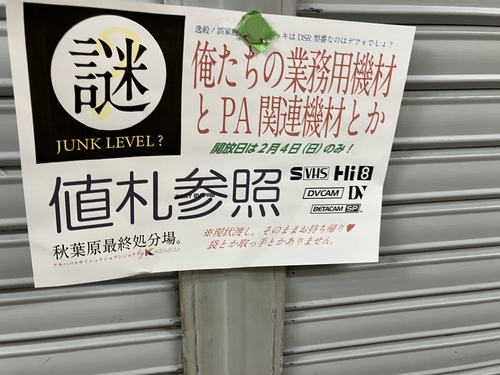 謎
JUNK LEVEL?
キはDSR型番なのはデフォでしょ?
俺たちの業務用機材
とPA関連機材とか
開放日は2月4日(日)のみ!
値札参照
SVHS Hi8
DVCAM DV
BETACAM SP
秋葉原最終処分場。
by KENSU
※現状渡し。そのままお持ち帰り♥
袋とか取っ手とかありません。